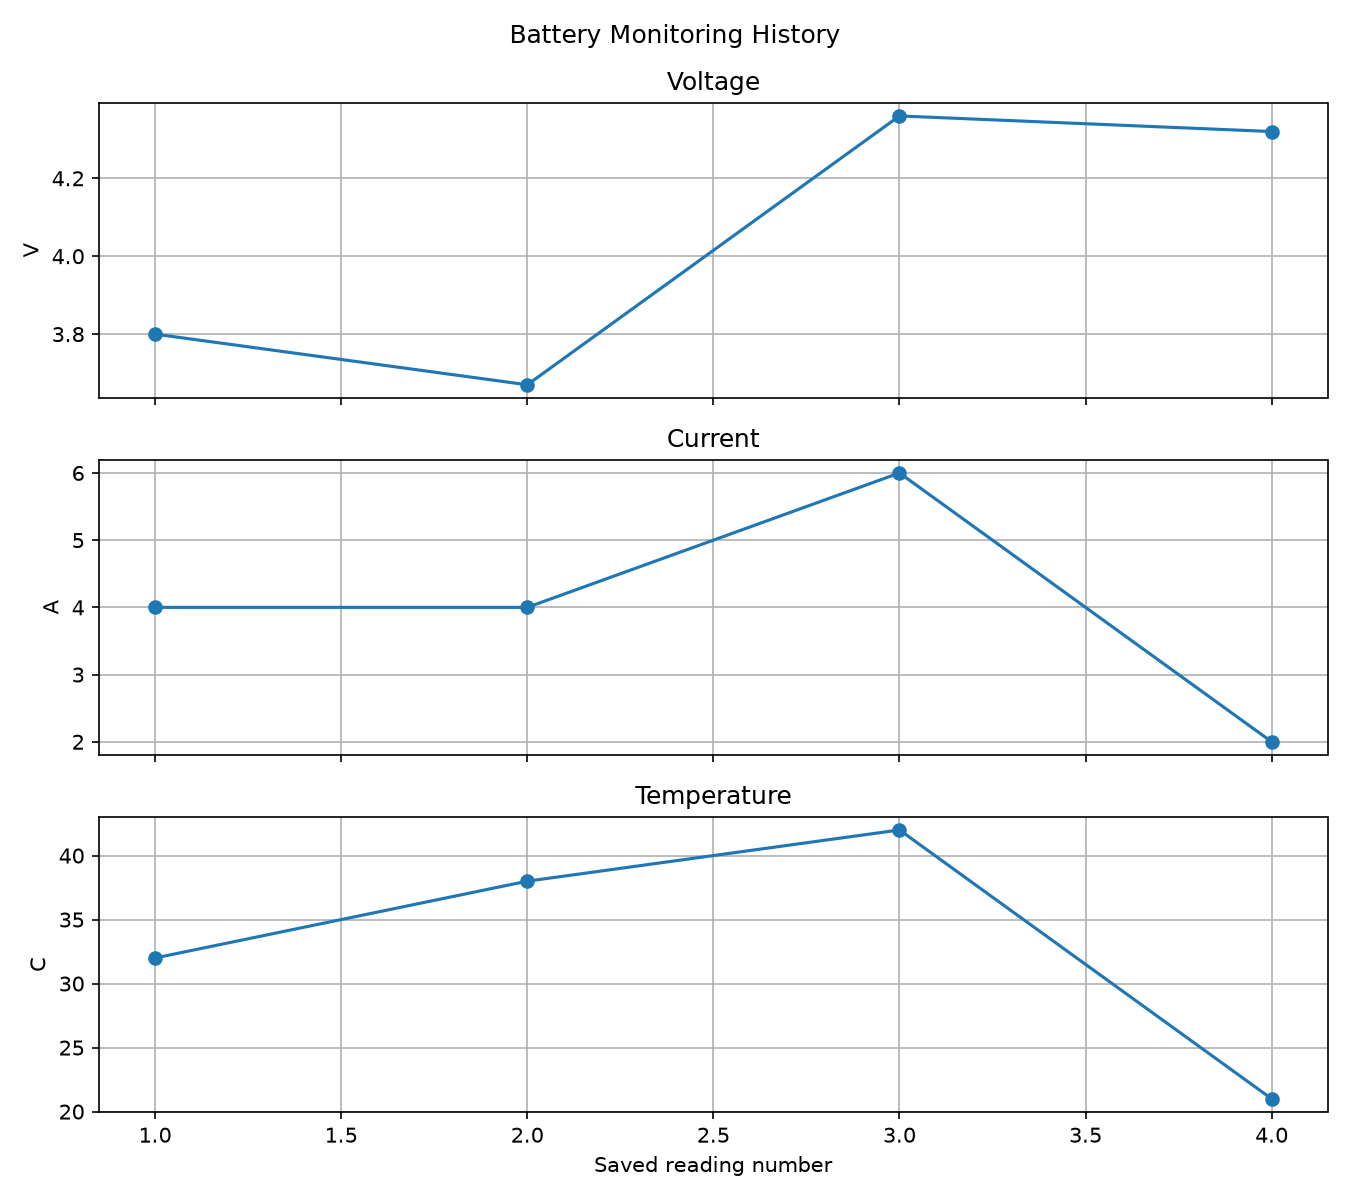 Battery Monitoring History
Voltage
4.2
4.0
3.8
V
Current
6
5
4
3
2
A
Temperature
40
35
30
25
20
C
1.0 1.5 2.0 2.5 3.0 3.5 4.0
Saved reading number